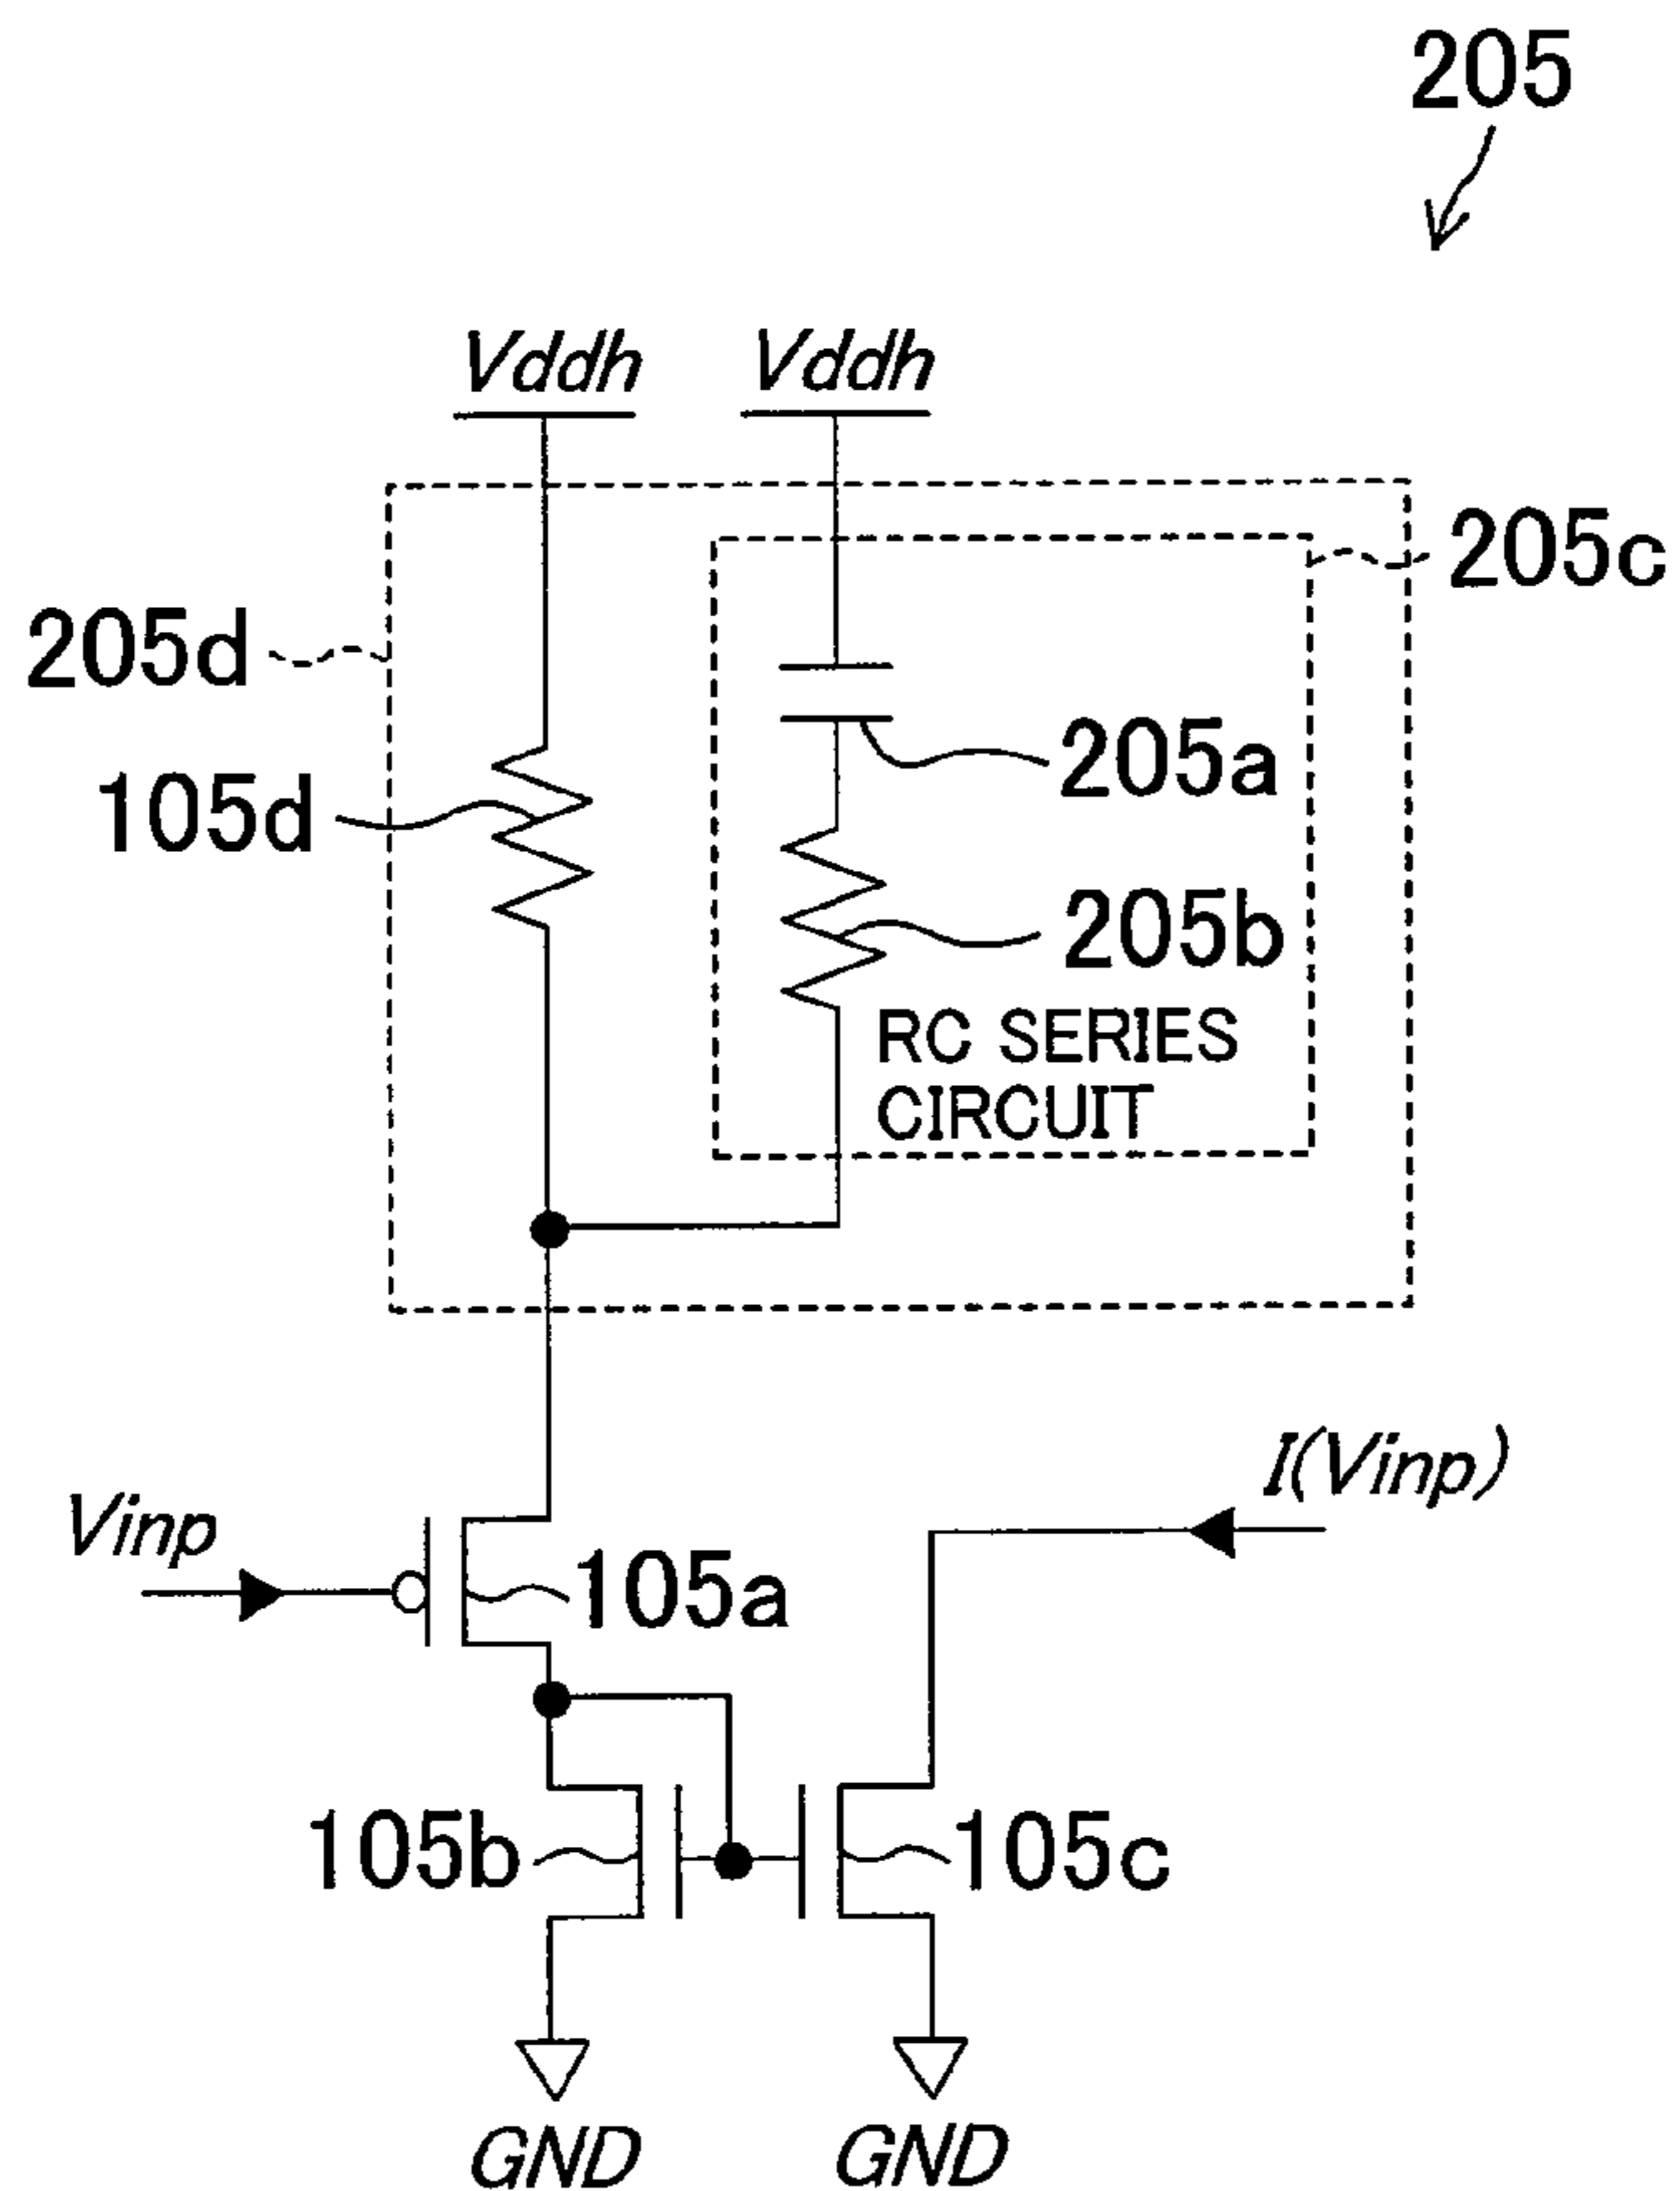 205
Vddh Vddh
205c
205d
205a
105d
205b
RC SERIES
CIRCUIT
I(Vinp)
Vinp
105a
105b
105c
GND GND